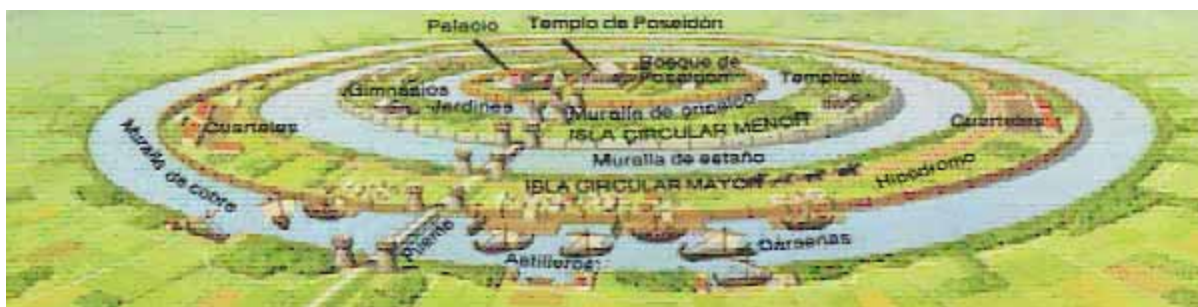 Palacio
Templo de Poseidón
Bosque de
Poseidón
Gimnasios
Jardines
Templos
Muralla de oricalco
ISLA CIRCULAR MENOR
Cuarteles
Cuarteles
Muralla de estaño
Muralla de cobre
ISLA CIRCULAR MAYOR
Hipódromo
Puente
Astilleros
Dársenas